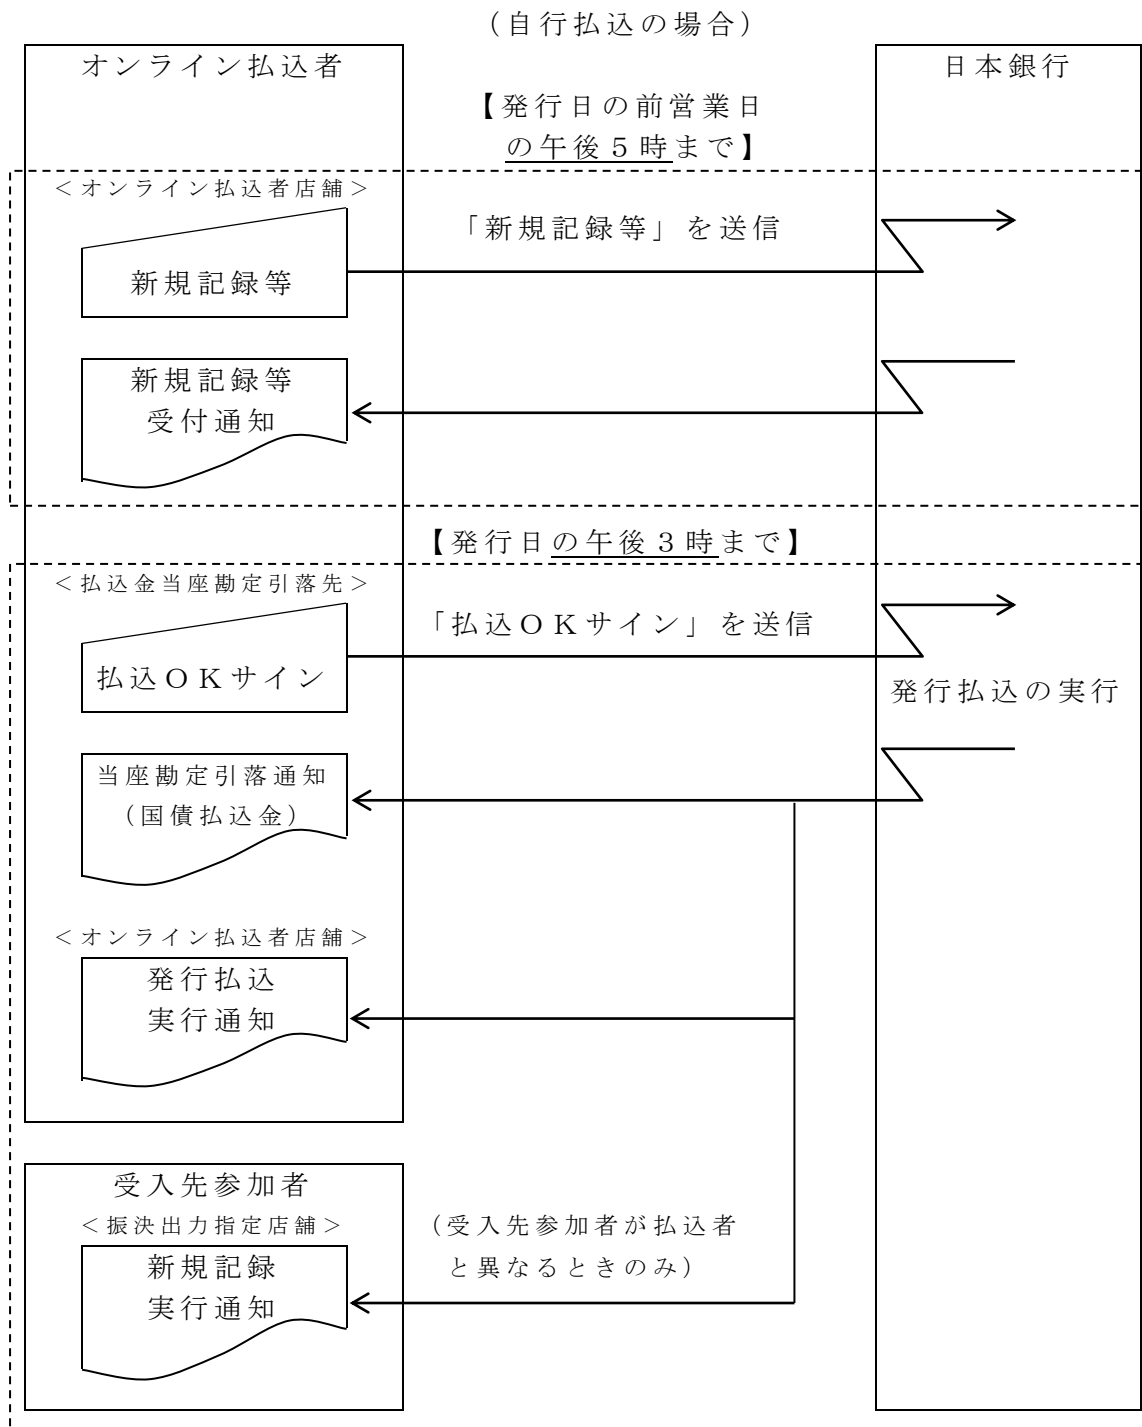 （自行払込の場合）
オンライン払込者
日本銀行
【発行日の前営業日
の午後５時まで】
＜オンライン払込者店舗＞
「新規記録等」を送信
新規記録等
新規記録等
受付通知
【発行日の午後３時まで】
＜払込金当座勘定引落先＞
「払込ＯＫサイン」を送信
払込ＯＫサイン
発行払込の実行
当座勘定引落通知
（国債払込金）
＜オンライン払込者店舗＞
発行払込
実行通知
受入先参加者
＜振決出力指定店舗＞
（受入先参加者が払込者
と異なるときのみ）
新規記録
実行通知